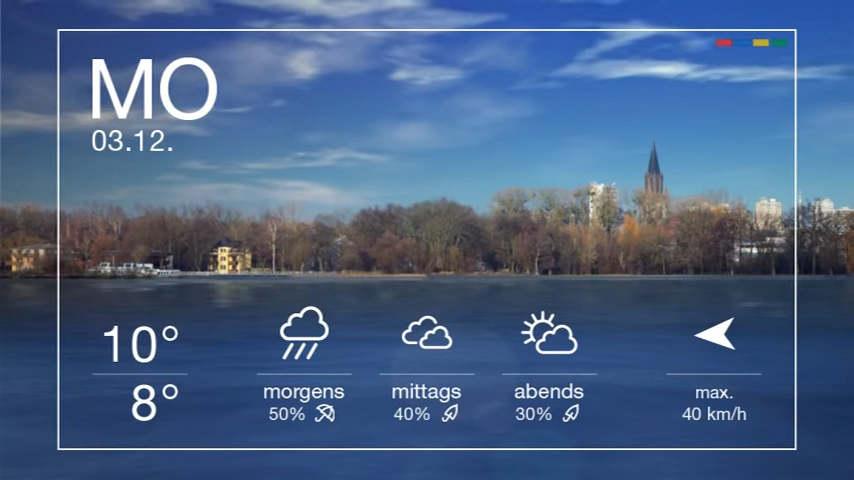 MO
03.12.
10°
8°
morgens
50%
mittags
40%
abends
30%
max.
40 km/h